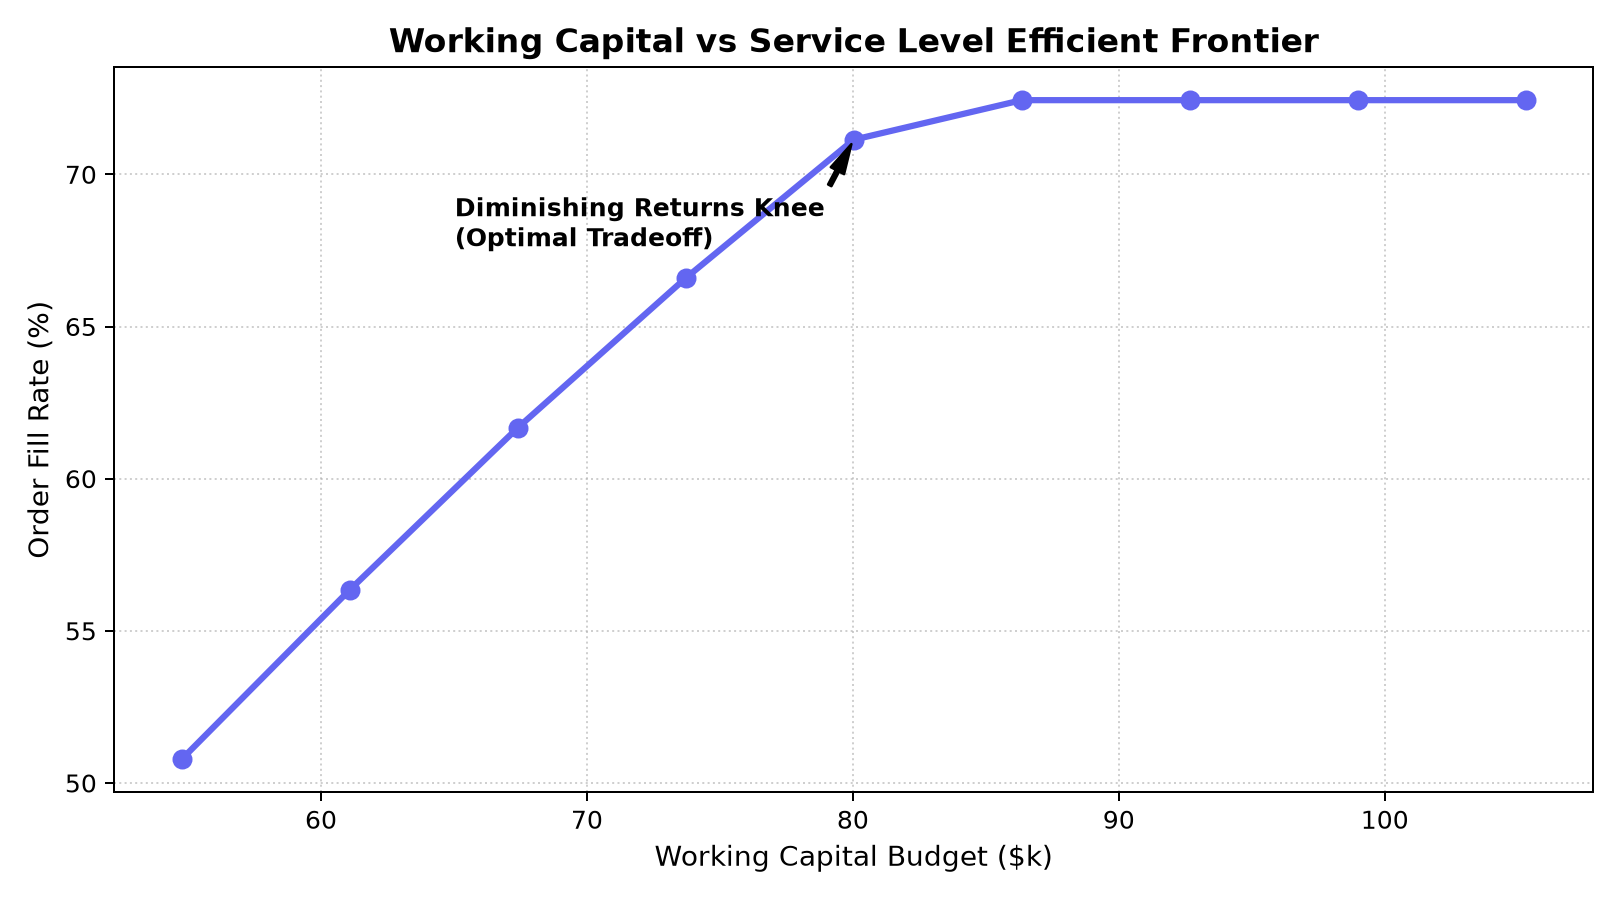 Working Capital vs Service Level Efficient Frontier
Order Fill Rate (%)
70
65
60
55
50
Diminishing Returns Knee
(Optimal Tradeoff)
60 70 80 90 100
Working Capital Budget ($k)